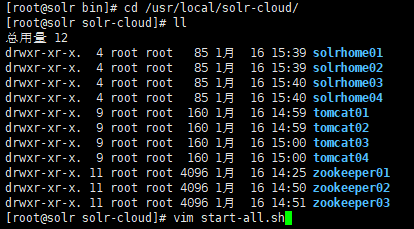 [root@solr bin]# cd /usr/local/solr-cloud/
[root@solr solr-cloud]# ll
总用量 12
drwxr-xr-x. 4 root root 85 1月 16 15:39 solrhome01
drwxr-xr-x. 4 root root 85 1月 16 15:39 solrhome02
drwxr-xr-x. 4 root root 85 1月 16 15:40 solrhome03
drwxr-xr-x. 4 root root 85 1月 16 15:40 solrhome04
drwxr-xr-x. 9 root root 160 1月 16 14:59 tomcat01
drwxr-xr-x. 9 root root 160 1月 16 14:59 tomcat02
drwxr-xr-x. 9 root root 160 1月 16 15:00 tomcat03
drwxr-xr-x. 9 root root 160 1月 16 15:00 tomcat04
drwxr-xr-x. 11 root root 4096 1月 16 14:25 zookeeper01
drwxr-xr-x. 11 root root 4096 1月 16 14:50 zookeeper02
drwxr-xr-x. 11 root root 4096 1月 16 14:51 zookeeper03
[root@solr solr-cloud]# vim start-all.sh